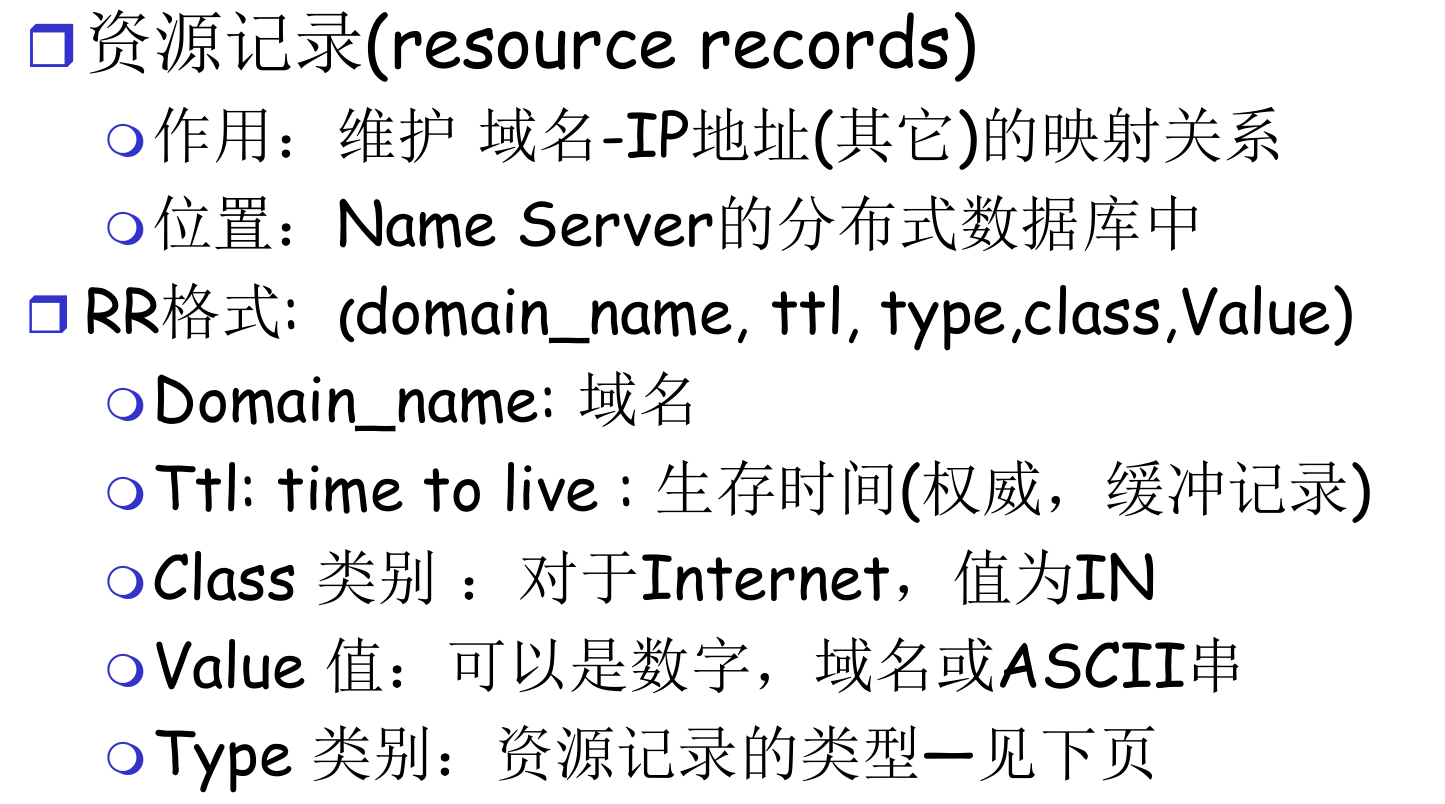 资源记录(resource records)
作用：维护 域名-IP地址(其它)的映射关系
位置：Name Server的分布式数据库中
RR格式: (domain_name, ttl, type,class,Value)
Domain_name: 域名
Ttl: time to live : 生存时间(权威，缓冲记录)
Class 类别 ：对于Internet，值为IN
Value 值：可以是数字，域名或ASCII串
Type 类别：资源记录的类型—见下页